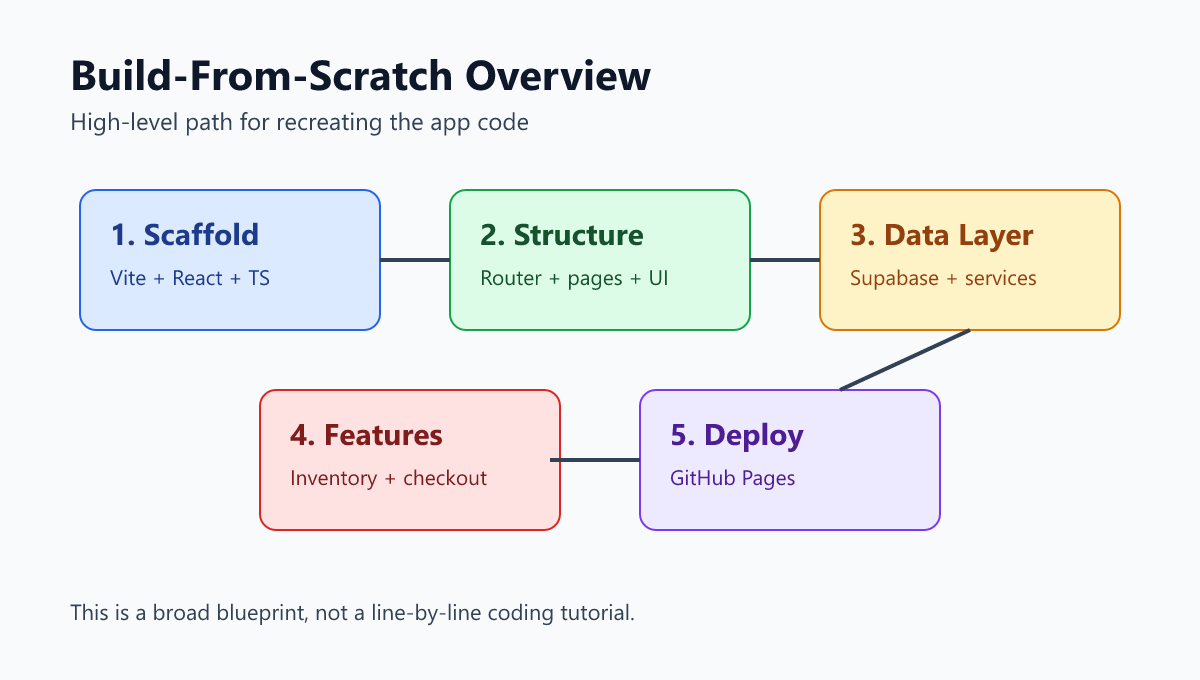 Build-From-Scratch Overview
High-level path for recreating the app code
1. Scaffold
Vite + React + TS
2. Structure
Router + pages + UI
3. Data Layer
Supabase + services
4. Features
Inventory + checkout
5. Deploy
GitHub Pages
This is a broad blueprint, not a line-by-line coding tutorial.